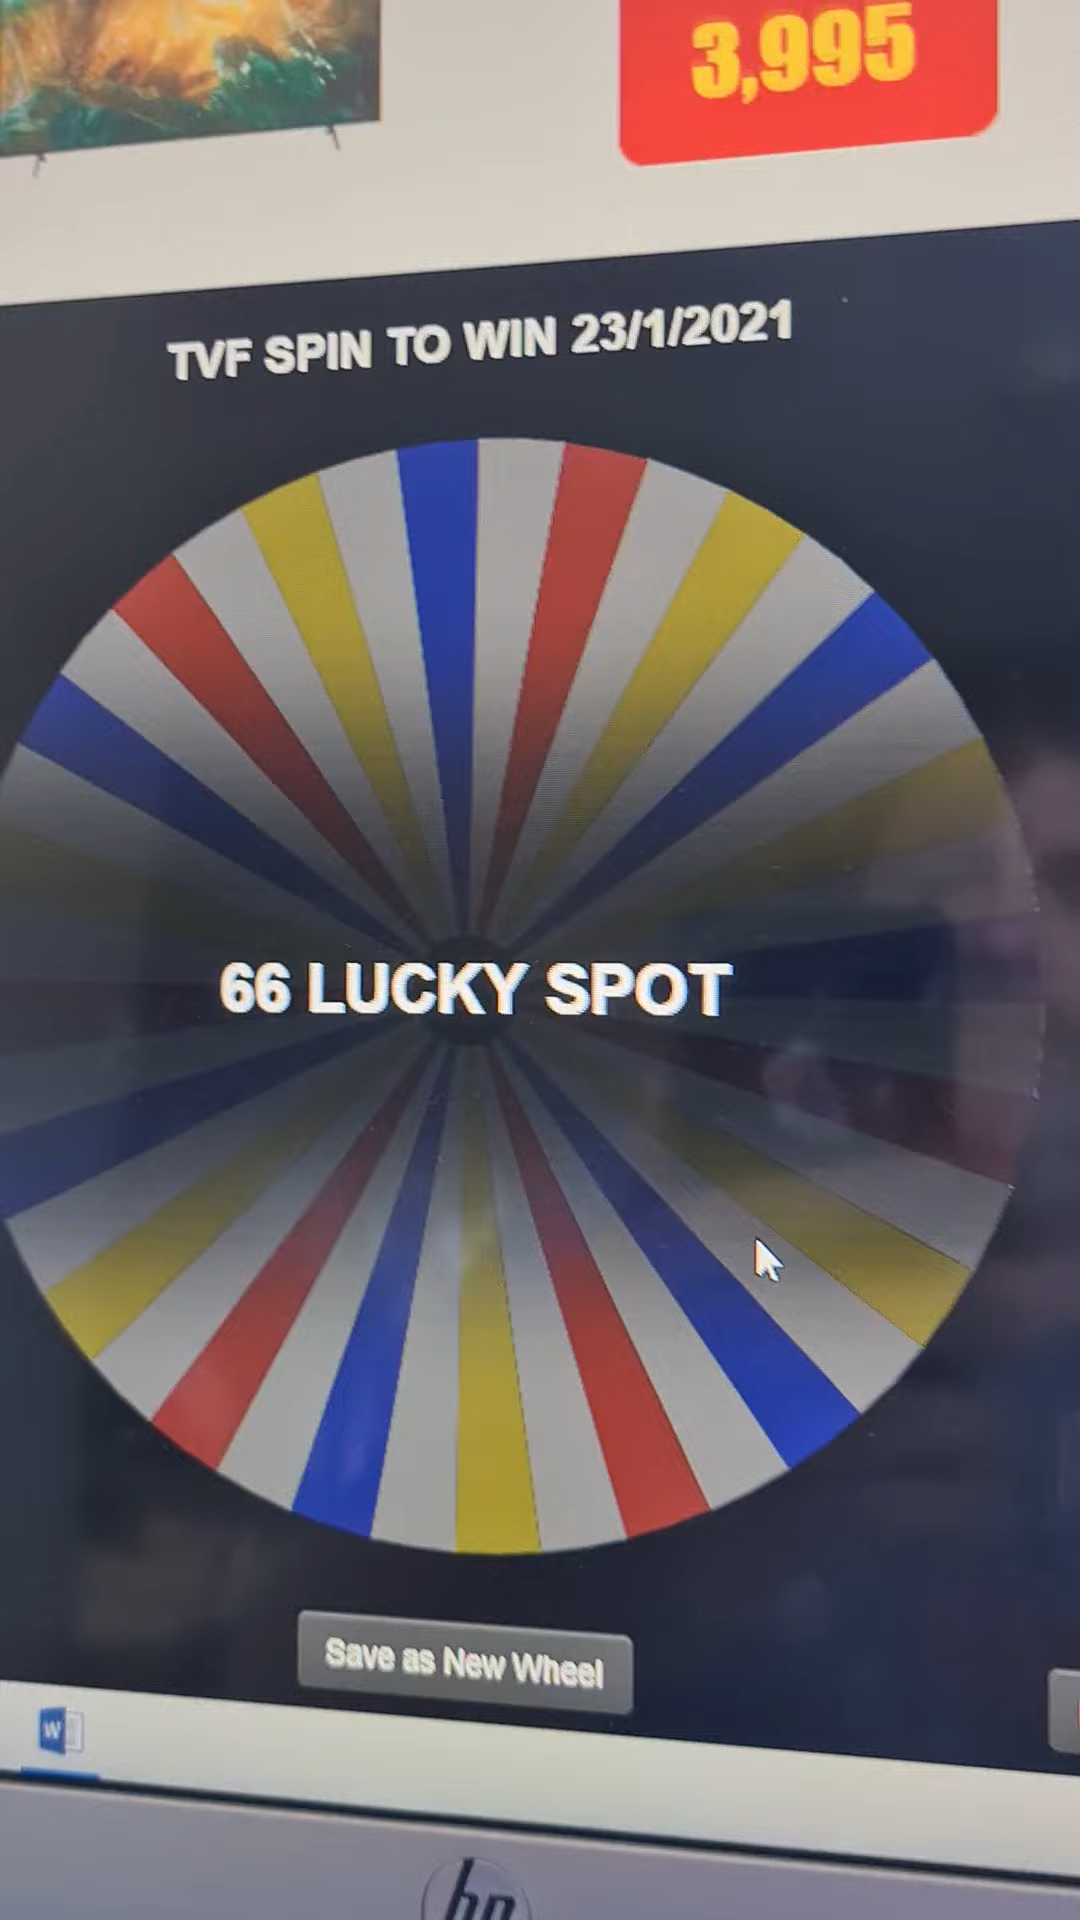 3,995
TVF SPIN TO WIN 23/1/2021
66 LUCKY SPOT
Save as New Wheel
W
hp